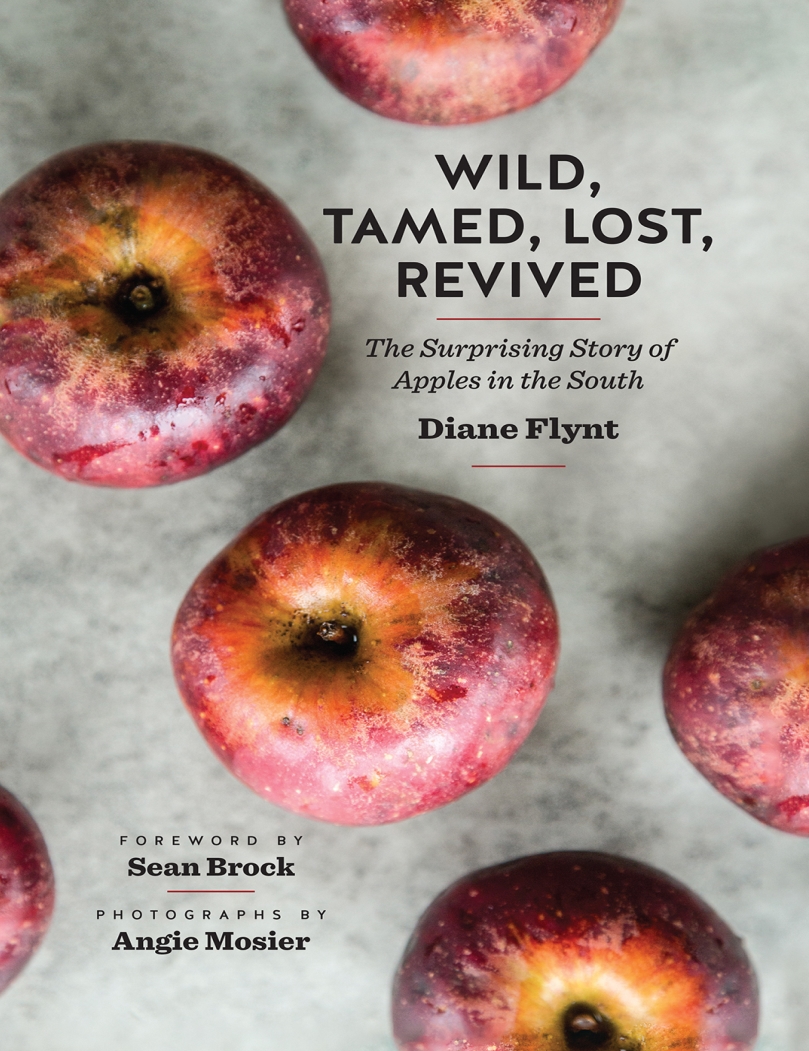 WILD,
TAMED, LOST,
REVIVED
The Surprising Story of
Apples in the South
Diane Flynt
FOREWORD BY
Sean Brock
PHOTOGRAPHS BY
Angie Mosier